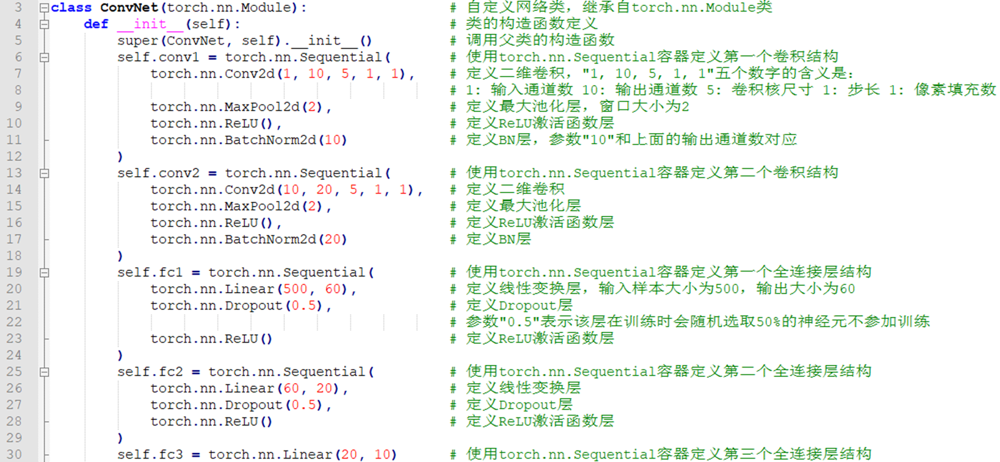 3 class ConvNet(torch.nn.Module): # 自定义网络类，继承自torch.nn.Module类
4 def __init__(self): # 类的构造函数定义
5 super(ConvNet, self).__init__() # 调用父类的构造函数
6 self.conv1 = torch.nn.Sequential( # 使用torch.nn.Sequential容器定义第一个卷积结构
7 torch.nn.Conv2d(1, 10, 5, 1, 1), # 定义二维卷积，"1, 10, 5, 1, 1"五个数字的含义是：
8 # 1: 输入通道数 10: 输出通道数 5: 卷积核尺寸 1: 步长 1: 像素填充数
9 torch.nn.MaxPool2d(2), # 定义最大池化层，窗口大小为2
10 torch.nn.ReLU(), # 定义ReLU激活函数层
11 torch.nn.BatchNorm2d(10) # 定义BN层，参数"10"和上面的输出通道数对应
12 )
13 self.conv2 = torch.nn.Sequential( # 使用torch.nn.Sequential容器定义第二个卷积结构
14 torch.nn.Conv2d(10, 20, 5, 1, 1), # 定义二维卷积
15 torch.nn.MaxPool2d(2), # 定义最大池化层
16 torch.nn.ReLU(), # 定义ReLU激活函数层
17 torch.nn.BatchNorm2d(20) # 定义BN层
18 )
19 self.fc1 = torch.nn.Sequential( # 使用torch.nn.Sequential容器定义第一个全连接层结构
20 torch.nn.Linear(500, 60), # 定义线性变换层，输入样本大小为500，输出大小为60
21 torch.nn.Dropout(0.5), # 定义Dropout层
22 # 参数"0.5"表示该层在训练时会随机选取50%的神经元不参加训练
23 torch.nn.ReLU() # 定义ReLU激活函数层
24 )
25 self.fc2 = torch.nn.Sequential( # 使用torch.nn.Sequential容器定义第二个全连接层结构
26 torch.nn.Linear(60, 20), # 定义线性变换层
27 torch.nn.Dropout(0.5), # 定义Dropout层
28 torch.nn.ReLU() # 定义ReLU激活函数层
29 )
30 self.fc3 = torch.nn.Linear(20, 10) # 使用torch.nn.Sequential容器定义第三个全连接层结构